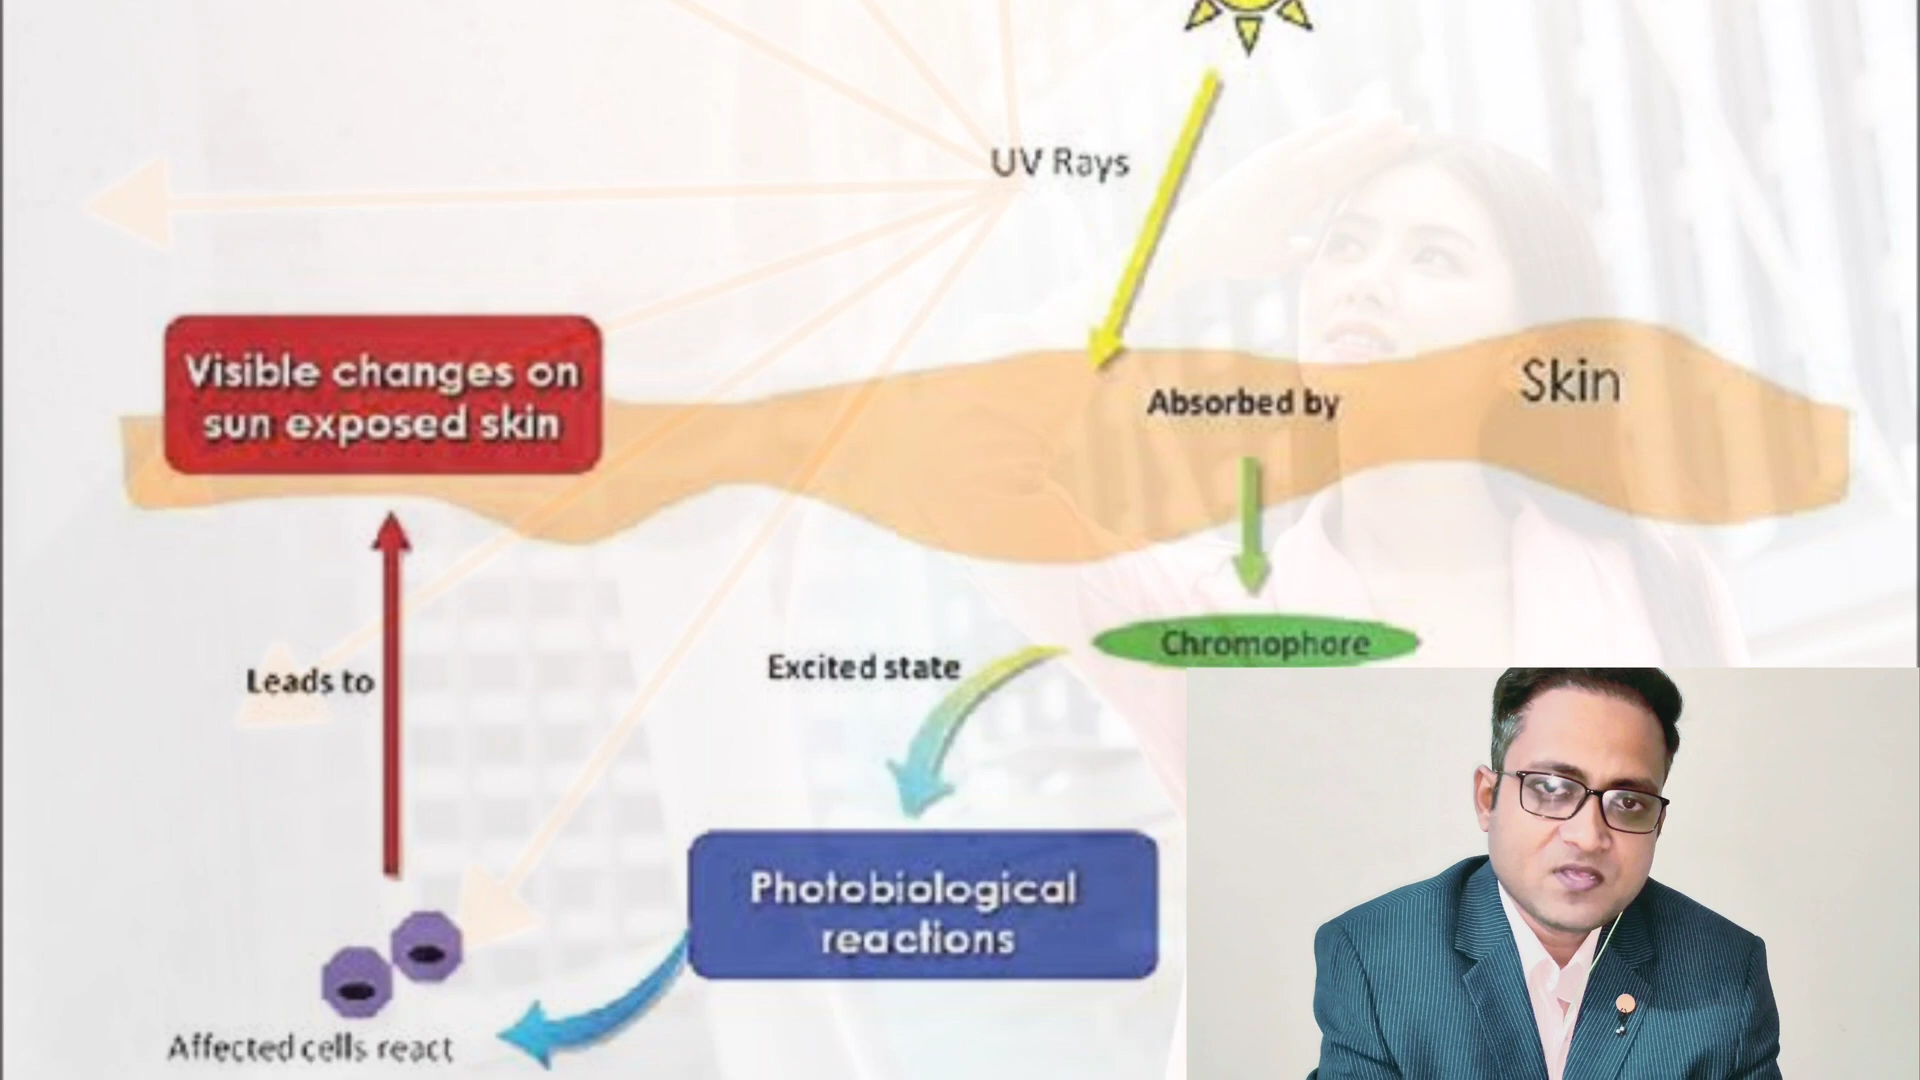 UV Rays
Visible changes on
sun exposed skin
Absorbed by
Skin
Chromophore
Excited state
Leads to
Photobiological
reactions
Affected cells react